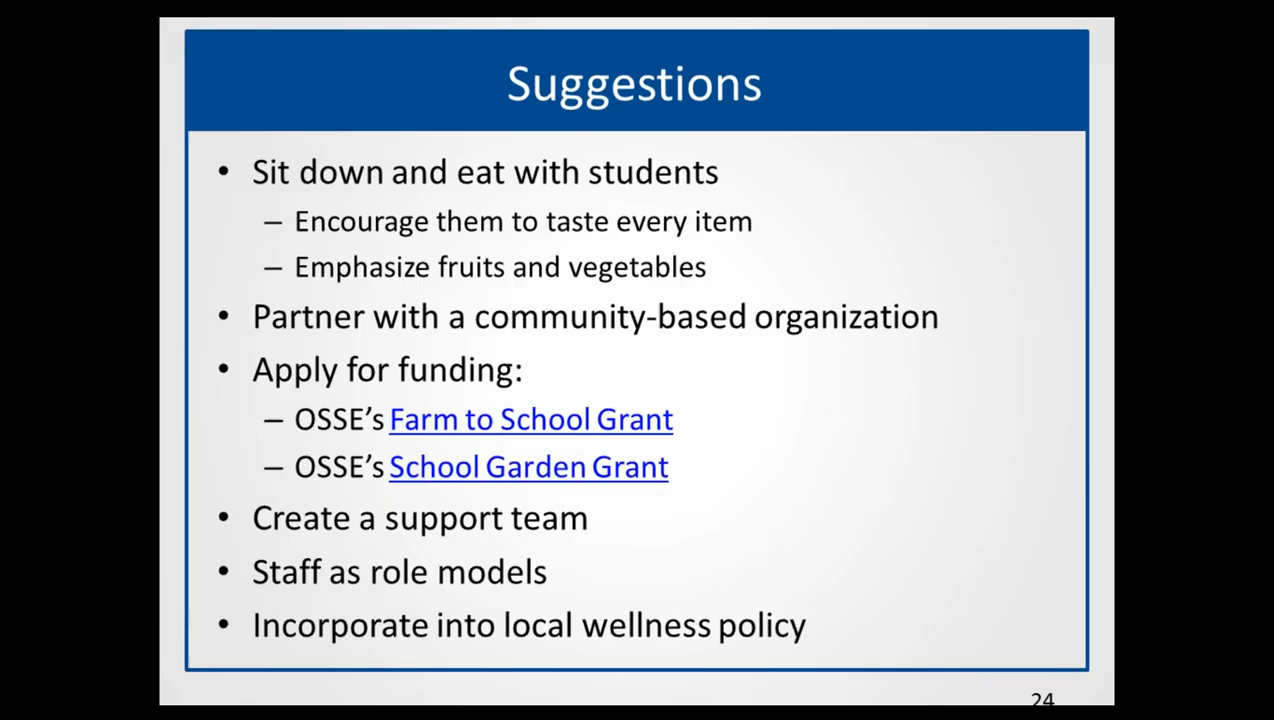 Suggestions
• Sit down and eat with students
– Encourage them to taste every item
– Emphasize fruits and vegetables
• Partner with a community-based organization
• Apply for funding:
– OSSE’s Farm to School Grant
– OSSE’s School Garden Grant
• Create a support team
• Staff as role models
• Incorporate into local wellness policy
24